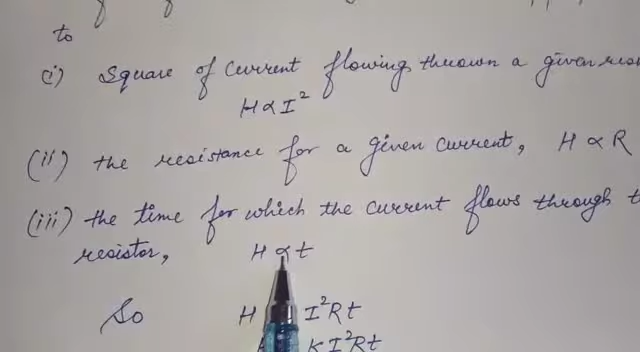 to
(i) Square of current flowing thrown a given
H ∝ I²
(ii) the resistance for a given current, H ∝ R
(iii) the time for which the current flows through
resistor, H ∝ t
So H I²Rt
KI²Rt